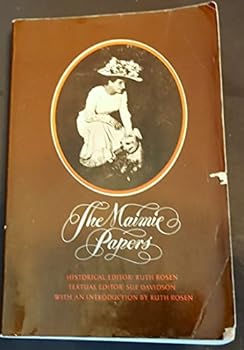 The Maimie
Papers
HISTORICAL EDITOR: RUTH ROSEN
TEXTUAL EDITOR: SUE DAVIDSON
WITH AN INTRODUCTION BY RUTH ROSEN